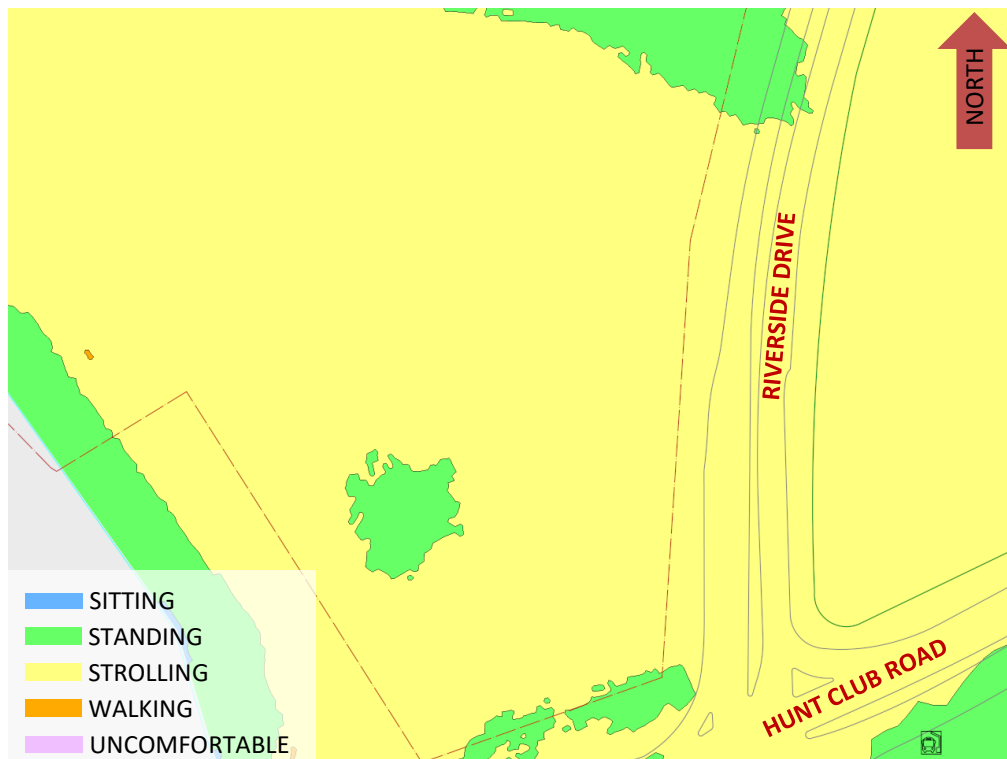 NORTH
RIVERSIDE DRIVE
HUNT CLUB ROAD
SITTING
STANDING
STROLLING
WALKING
UNCOMFORTABLE